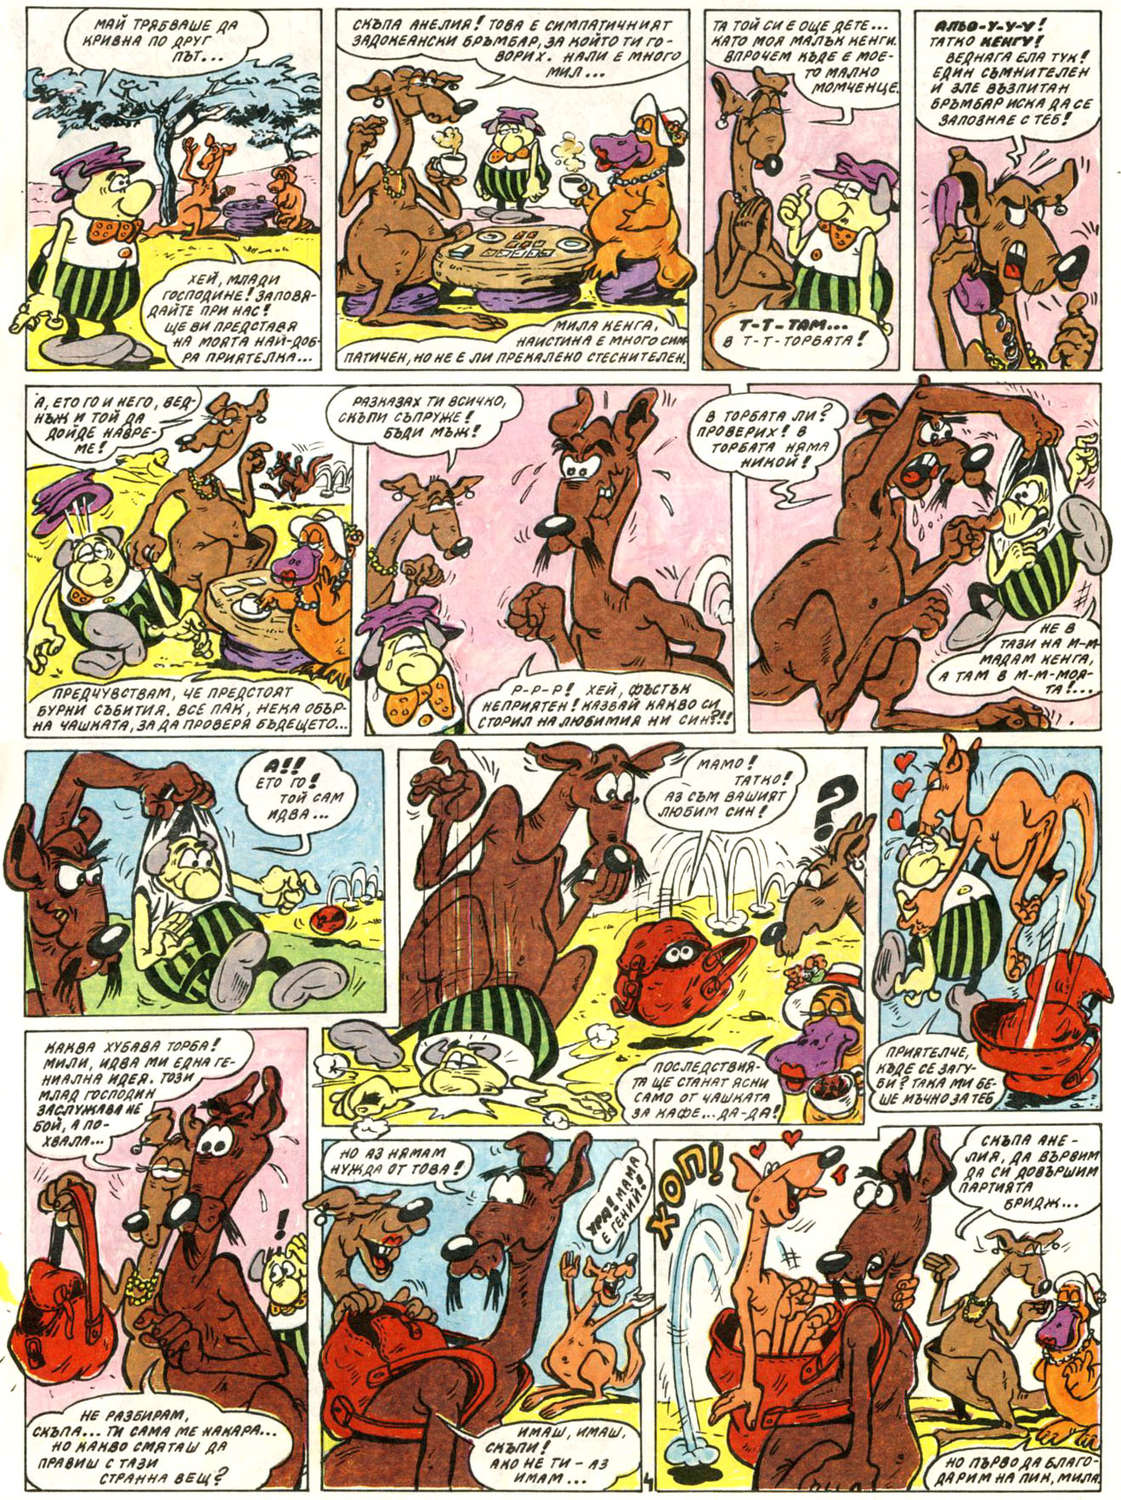 МАЙ ТРЯБВАШЕ ДА
КРИВНА ПО ДРУГ
ПЪТ...
ХЕЙ, МЛАДИ
ГОСПОДИНЕ! ЗАПОВЯ-
ДАЙТЕ ПРИ НАС!
ЩЕ ВИ ПРЕДСТАВЯ
НА МОЯТА НАЙ-ДОБ-
РА ПРИЯТЕЛКА...
СКЪПА АНЕЛИЯ! ТОВА Е СИМПАТИЧНИЯТ
ЗАДОКЕАНСКИ БРЪМБАР, ЗА КОЙТО ТИ ГО-
ВОРИХ. НАЛИ Е МНОГО
МИЛ...
МИЛА КЕНГА,
НАИСТИНА Е МНОГО СИМ
ПАТИЧЕН, НО НЕ Е ЛИ ПРЕКАЛЕНО СТЕСНИТЕЛЕН.
ТА ТОЙ СИ Е ОЩЕ ДЕТЕ...
КАТО МОЯ МАЛЪК КЕНГИ.
ВПРОЧЕМ КЪДЕ Е МОЕ-
ТО МАЛКО
МОМЧЕНЦЕ.
Т-Т-ТАМ...
В Т-Т-ТОРБАТА!
АЛЬО-У-У-У!
ТАТКО КЕНГУ!
ВЕДНАГА ЕЛА ТУК!
ЕДИН СЪМНИТЕЛЕН
И ЗЛЕ ВЪЗПИТАН
БРЪМБАР ИСКА ДА СЕ
ЗАПОЗНАЕ С ТЕБ!
А, ЕТО ГО И НЕГО, ВЕД-
НЪЖ И ТОЙ ДА
ДОЙДЕ НАВРЕ-
МЕ!
ПРЕДЧУВСТВАМ, ЧЕ ПРЕДСТОЯТ
БУРНИ СЪБИТИЯ. ВСЕ ПАК, НЕКА ОБЪР-
НА ЧАШКАТА, ЗА ДА ПРОВЕРЯ БЪДЕЩЕТО...
РАЗКАЗАХ ТИ ВСИЧКО,
СКЪПИ СЪПРУЖЕ!
БЪДИ МЪЖ!
Р-Р-Р! ХЕЙ, ФЪСТЪК
НЕПРИЯТЕН! КАЗВАЙ КАКВО СИ
СТОРИЛ НА ЛЮБИМИЯ НИ СИН?!!
В ТОРБАТА ЛИ?
ПРОВЕРИХ! В
ТОРБАТА НЯМА
НИКОЙ!
НЕ В
ТАЗИ НА М-М-
МАДАМ КЕНГА,
А ТАМ В М-М-МОЯ-
ТА!...
А!!
ЕТО ГО!
ТОЙ САМ
ИДВА...
МАМО!
ТАТКО!
АЗ СЪМ ВАШИЯТ
ЛЮБИМ СИН!
?
ПОСЛЕДСТВИЯ-
ТА ЩЕ СТАНАТ ЯСНИ
САМО ОТ ЧАШКАТА
ЗА КАФЕ... ДА-ДА!
ПРИЯТЕЛЧЕ,
КЪДЕ СЕ ЗАГУ-
БИ? ТАКА МИ БЕ-
ШЕ МЪЧНО ЗА ТЕБ
КАКВА ХУБАВА ТОРБА!
МИЛИ, ИДВА МИ ЕДНА ГЕ-
НИАЛНА ИДЕЯ. ТОЗИ
МЛАД ГОСПОДИН
ЗАСЛУЖАВА НЕ
БОЙ, А ПО-
ХВАЛА...
!
НЕ РАЗБИРАМ,
СКЪПА... ТИ САМА МЕ НАКАРА...
НО КАКВО СМЯТАШ ДА
ПРАВИШ С ТАЗИ
СТРАННА ВЕЩ?
НО АЗ НЯМАМ
НУЖДА ОТ ТОВА!
УРА! МАМА
Е ГЕНИЙ!
ИМАШ, ИМАШ,
СКЪПИ!
АКО НЕ ТИ - АЗ
ИМАМ...
4
ХОП!
СКЪПА АНЕ-
ЛИЯ, ДА ВЪРВИМ
ДА СИ ДОВЪРШИМ
ПАРТИЯТА
БРИДЖ...
НО ПЪРВО ДА БЛАГО-
ДАРИМ НА ПИК, МИЛА.